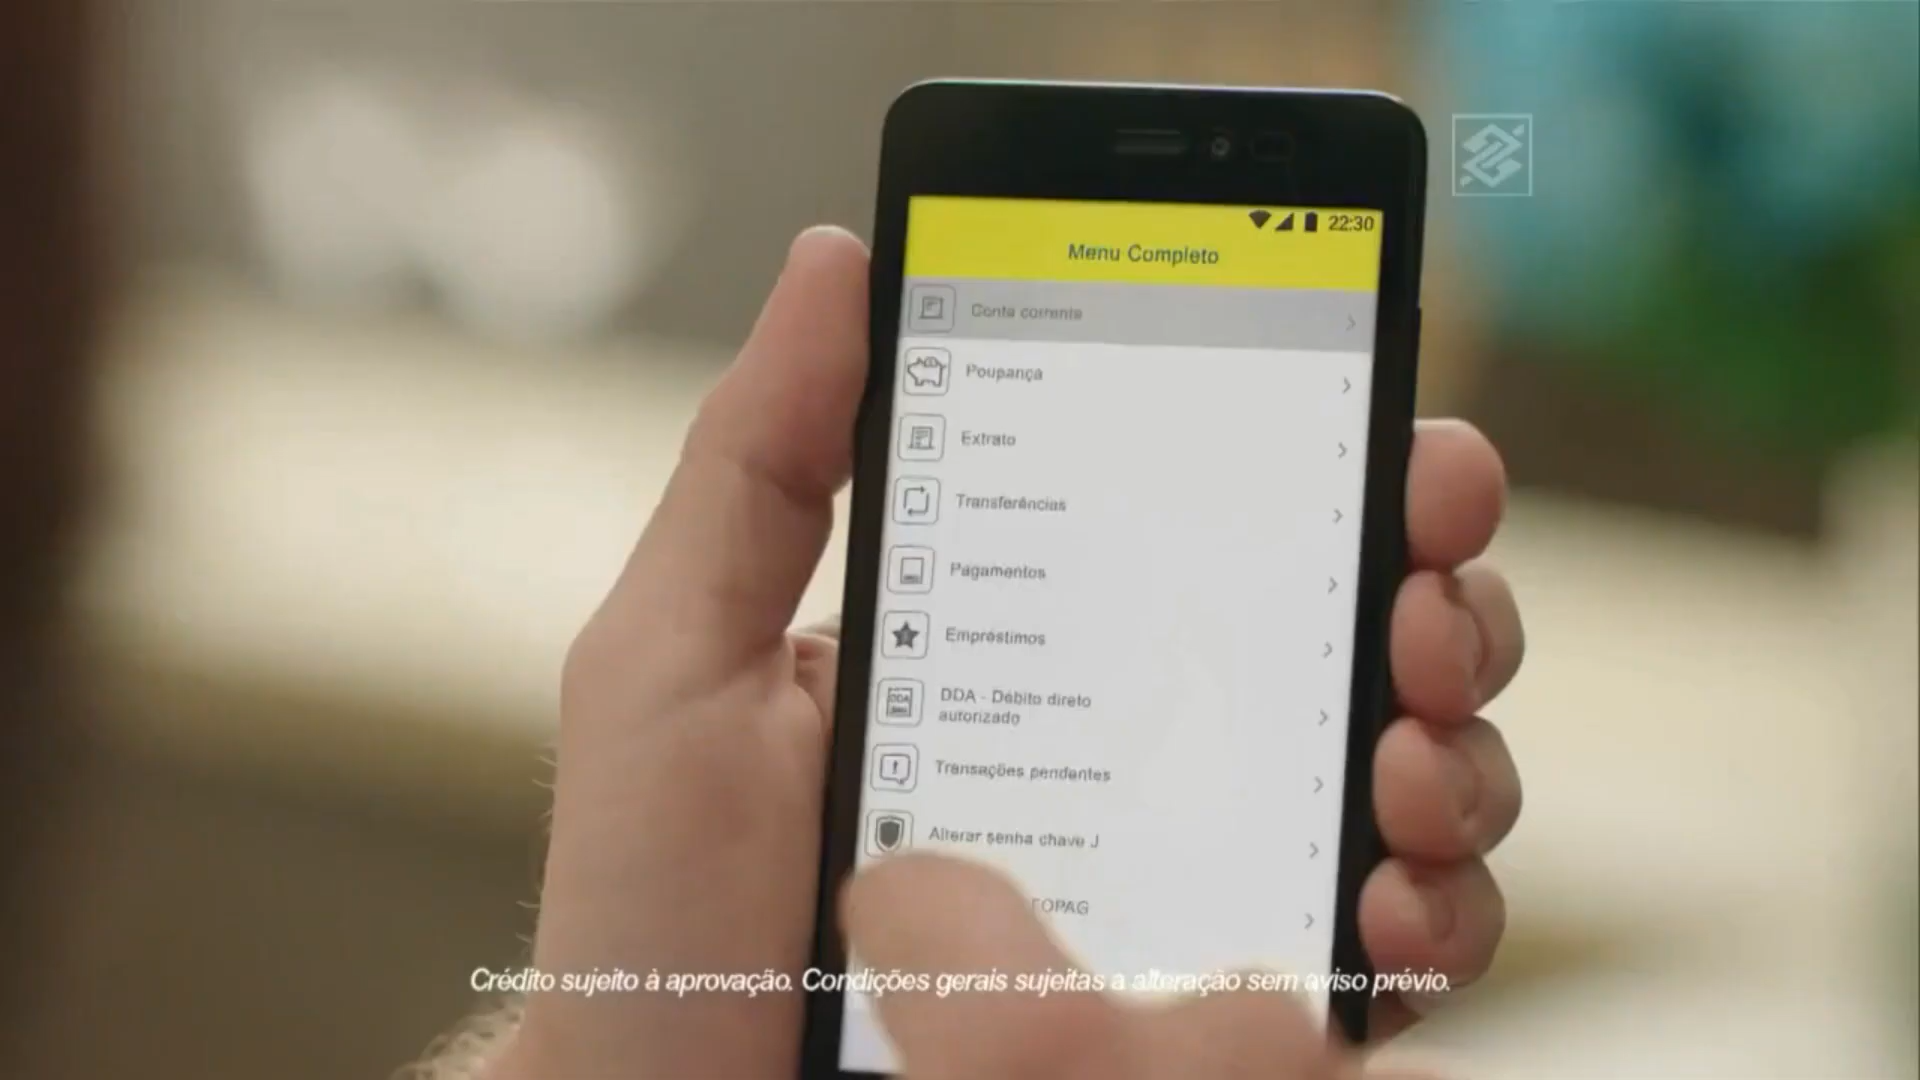 22:30
Menu Completo
Conta corrente
Poupança
Extrato
Transferências
Pagamentos
Empréstimos
DDA - Débito direto
autorizado
Transações pendentes
Alterar senha chave J
TOPAG
Crédito sujeito à aprovação. Condições gerais sujeitas a alteração sem aviso prévio.